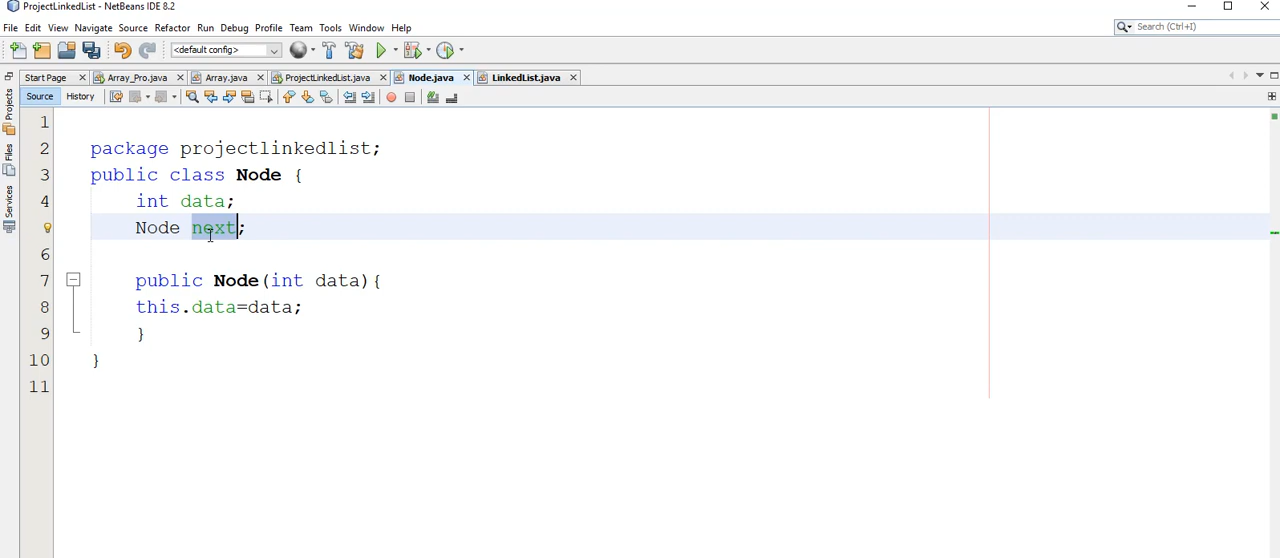 ProjectLinkedList - NetBeans IDE 8.2
File Edit View Navigate Source Refactor Run Debug Profile Team Tools Window Help
Search (Ctrl+I)
<default config>
Start Page Array_Pro.java Array.java ProjectLinkedList.java Node.java LinkedList.java
Source History
Projects
Files
Services
1
2 package projectlinkedlist;
3 public class Node {
4 int data;
Node next;
6
7 public Node(int data){
8 this.data=data;
9 }
10 }
11